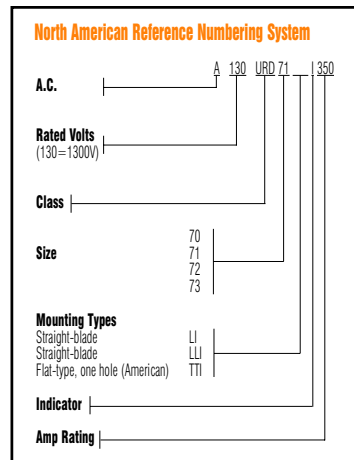 North American Reference Numbering System
A 130 URD 71 __ I 350
A.C.
Rated Volts
(130=1300V)
Class
Size
70
71
72
73
Mounting Types
Straight-blade LI
Straight-blade LLI
Flat-type, one hole (American) TTI
Indicator
Amp Rating